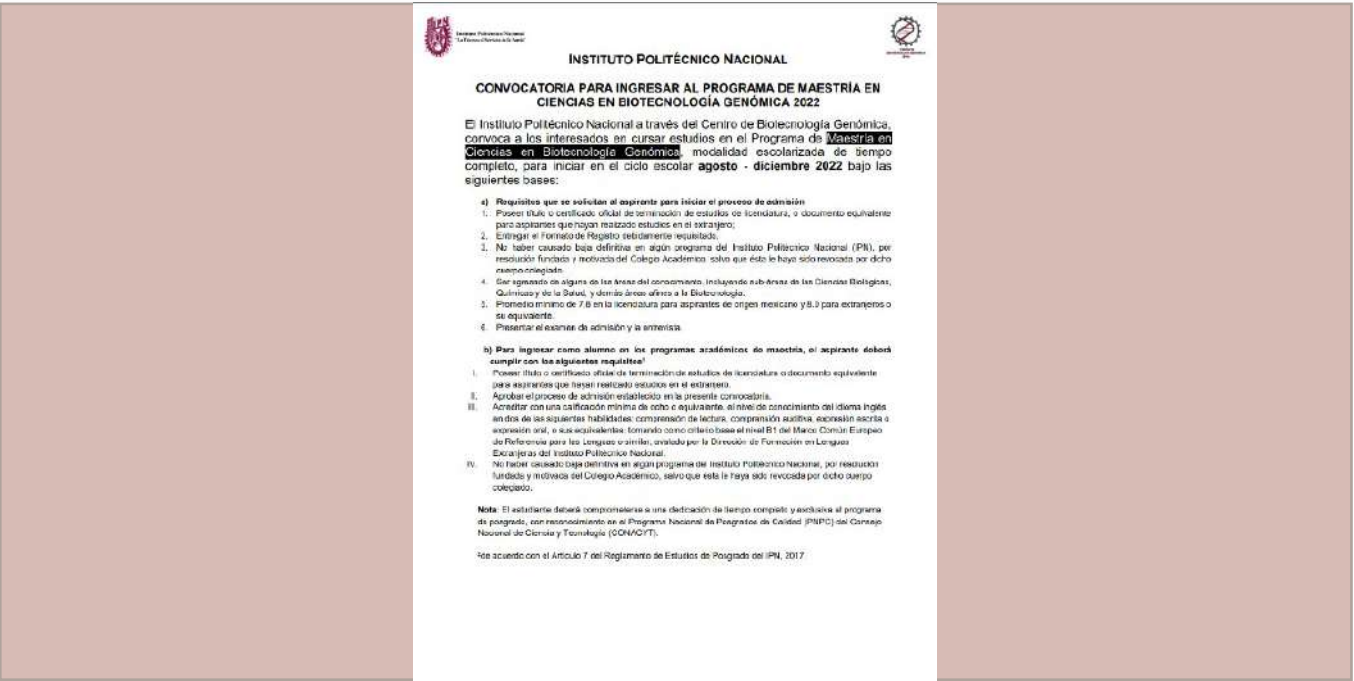 Instituto Politécnico Nacional
"La Técnica al Servicio de la Patria"
INSTITUTO POLITÉCNICO NACIONAL
CONVOCATORIA PARA INGRESAR AL PROGRAMA DE MAESTRÍA EN
CIENCIAS EN BIOTECNOLOGÍA GENÓMICA 2022
El Instituto Politécnico Nacional a través del Centro de Biotecnología Genómica,
convoca a los interesados en cursar estudios en el Programa de Maestría en
Ciencias en Biotecnología Genómica, modalidad escolarizada de tiempo
completo, para iniciar en el ciclo escolar agosto - diciembre 2022 bajo las
siguientes bases:
a) Requisitos que se solicitan al aspirante para iniciar el proceso de admisión
1. Poseer título o certificado oficial de terminación de estudios de licenciatura, o documento equivalente
para aspirantes que hayan realizado estudios en el extranjero;
2. Entregar el Formato de Registro debidamente requisitado.
3. No haber causado baja definitiva en algún programa del Instituto Politécnico Nacional (IPN), por
resolución fundada y motivada del Colegio Académico, salvo que ésta le haya sido revocada por dicho
cuerpo colegiado.
4. Ser egresado de alguna de las áreas del conocimiento, incluyendo sub-áreas de las Ciencias Biológicas,
Químicas y de la Salud, y demás áreas afines a la Biotecnología.
5. Promedio mínimo de 7.8 en la licenciatura para aspirantes de origen mexicano y 8.0 para extranjeros o
su equivalente.
6. Presentar el examen de admisión y la entrevista.
b) Para ingresar como alumno en los programas académicos de maestría, el aspirante deberá
cumplir con los siguientes requisitos¹
I. Poseer título o certificado oficial de terminación de estudios de licenciatura o documento equivalente
para aspirantes que hayan realizado estudios en el extranjero.
II. Aprobar el proceso de admisión establecido en la presente convocatoria.
III. Acreditar con una calificación mínima de ocho o equivalente, el nivel de conocimiento del idioma inglés
en dos de las siguientes habilidades: comprensión de lectura, comprensión auditiva, expresión escrita o
expresión oral, o sus equivalentes: tomando como criterio base el nivel B1 del Marco Común Europeo
de Referencia para las Lenguas o similar, avalado por la Dirección de Formación en Lenguas
Extranjeras del Instituto Politécnico Nacional.
IV. No haber causado baja definitiva en algún programa del Instituto Politécnico Nacional, por resolución
fundada y motivada del Colegio Académico, salvo que esta le haya sido revocada por dicho cuerpo
colegiado.
Nota: El estudiante deberá comprometerse a una dedicación de tiempo completo y exclusiva al programa
de posgrado, con reconocimiento en el Programa Nacional de Posgrados de Calidad (PNPC) del Consejo
Nacional de Ciencia y Tecnología (CONACYT).
¹de acuerdo con el Artículo 7 del Reglamento de Estudios de Posgrado del IPN, 2017